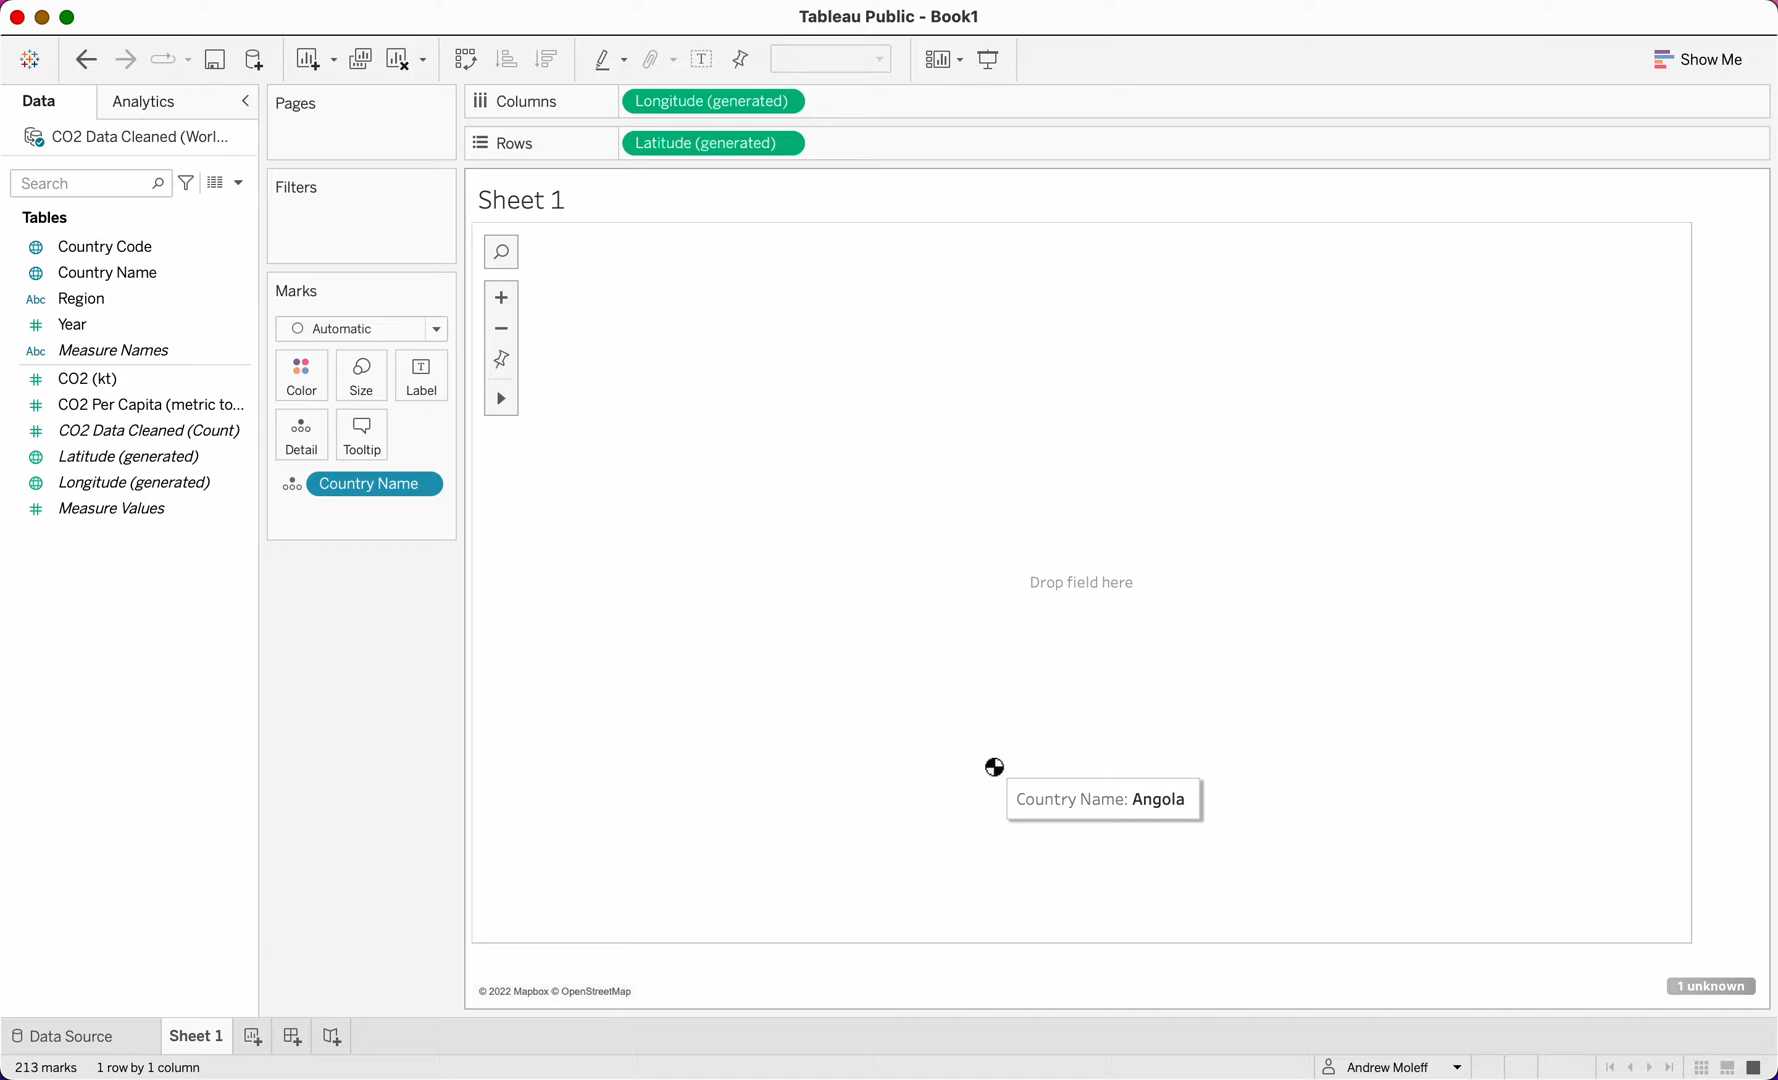 Tableau Public - Book1
Show Me
Data
Analytics
CO2 Data Cleaned (Worl...
Search
Tables
Country Code
Country Name
Abc Region
Year
Abc Measure Names
CO2 (kt)
CO2 Per Capita (metric to...
CO2 Data Cleaned (Count)
Latitude (generated)
Longitude (generated)
Measure Values
Pages
Filters
Marks
Automatic
Color
Size
Label
Detail
Tooltip
Country Name
Columns
Longitude (generated)
Rows
Latitude (generated)
Sheet 1
Drop field here
Country Name: Angola
© 2022 Mapbox © OpenStreetMap
1 unknown
Data Source
Sheet 1
213 marks
1 row by 1 column
Andrew Moleff